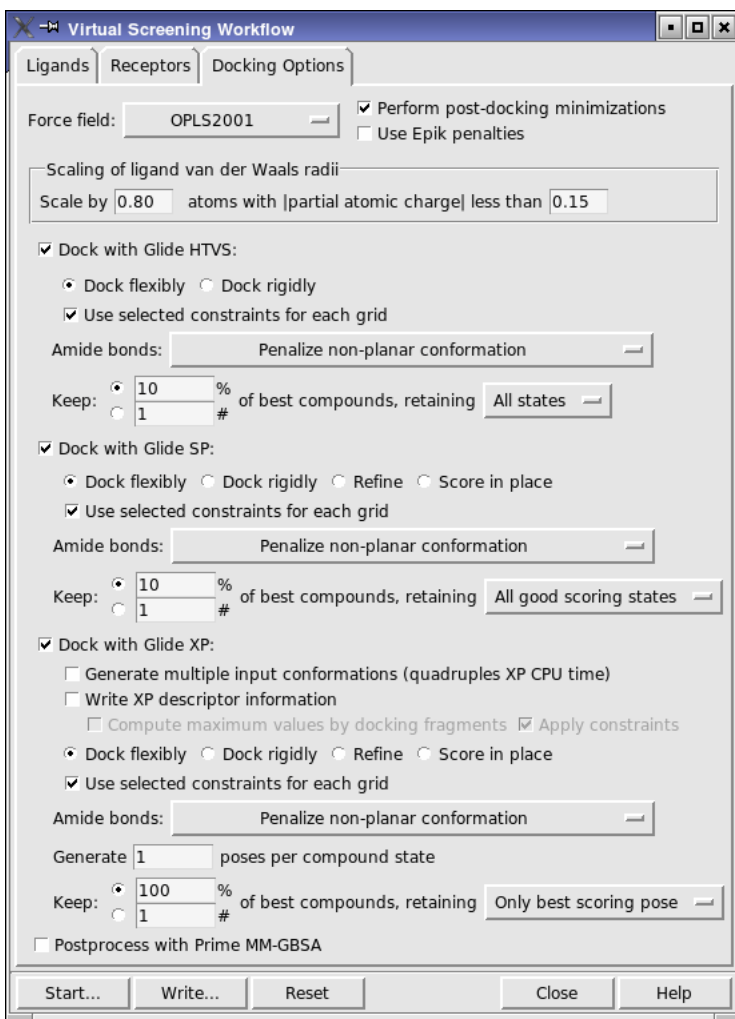 Virtual Screening Workflow
Ligands Receptors Docking Options
Force field: OPLS2001 Perform post-docking minimizations
Use Epik penalties
Scaling of ligand van der Waals radii
Scale by 0.80 atoms with |partial atomic charge| less than 0.15
Dock with Glide HTVS:
Dock flexibly Dock rigidly
Use selected constraints for each grid
Amide bonds: Penalize non-planar conformation
Keep: 10 % of best compounds, retaining All states
1 #
Dock with Glide SP:
Dock flexibly Dock rigidly Refine Score in place
Use selected constraints for each grid
Amide bonds: Penalize non-planar conformation
Keep: 10 % of best compounds, retaining All good scoring states
1 #
Dock with Glide XP:
Generate multiple input conformations (quadruples XP CPU time)
Write XP descriptor information
Compute maximum values by docking fragments Apply constraints
Dock flexibly Dock rigidly Refine Score in place
Use selected constraints for each grid
Amide bonds: Penalize non-planar conformation
Generate 1 poses per compound state
Keep: 100 % of best compounds, retaining Only best scoring pose
1 #
Postprocess with Prime MM-GBSA
Start... Write... Reset Close Help